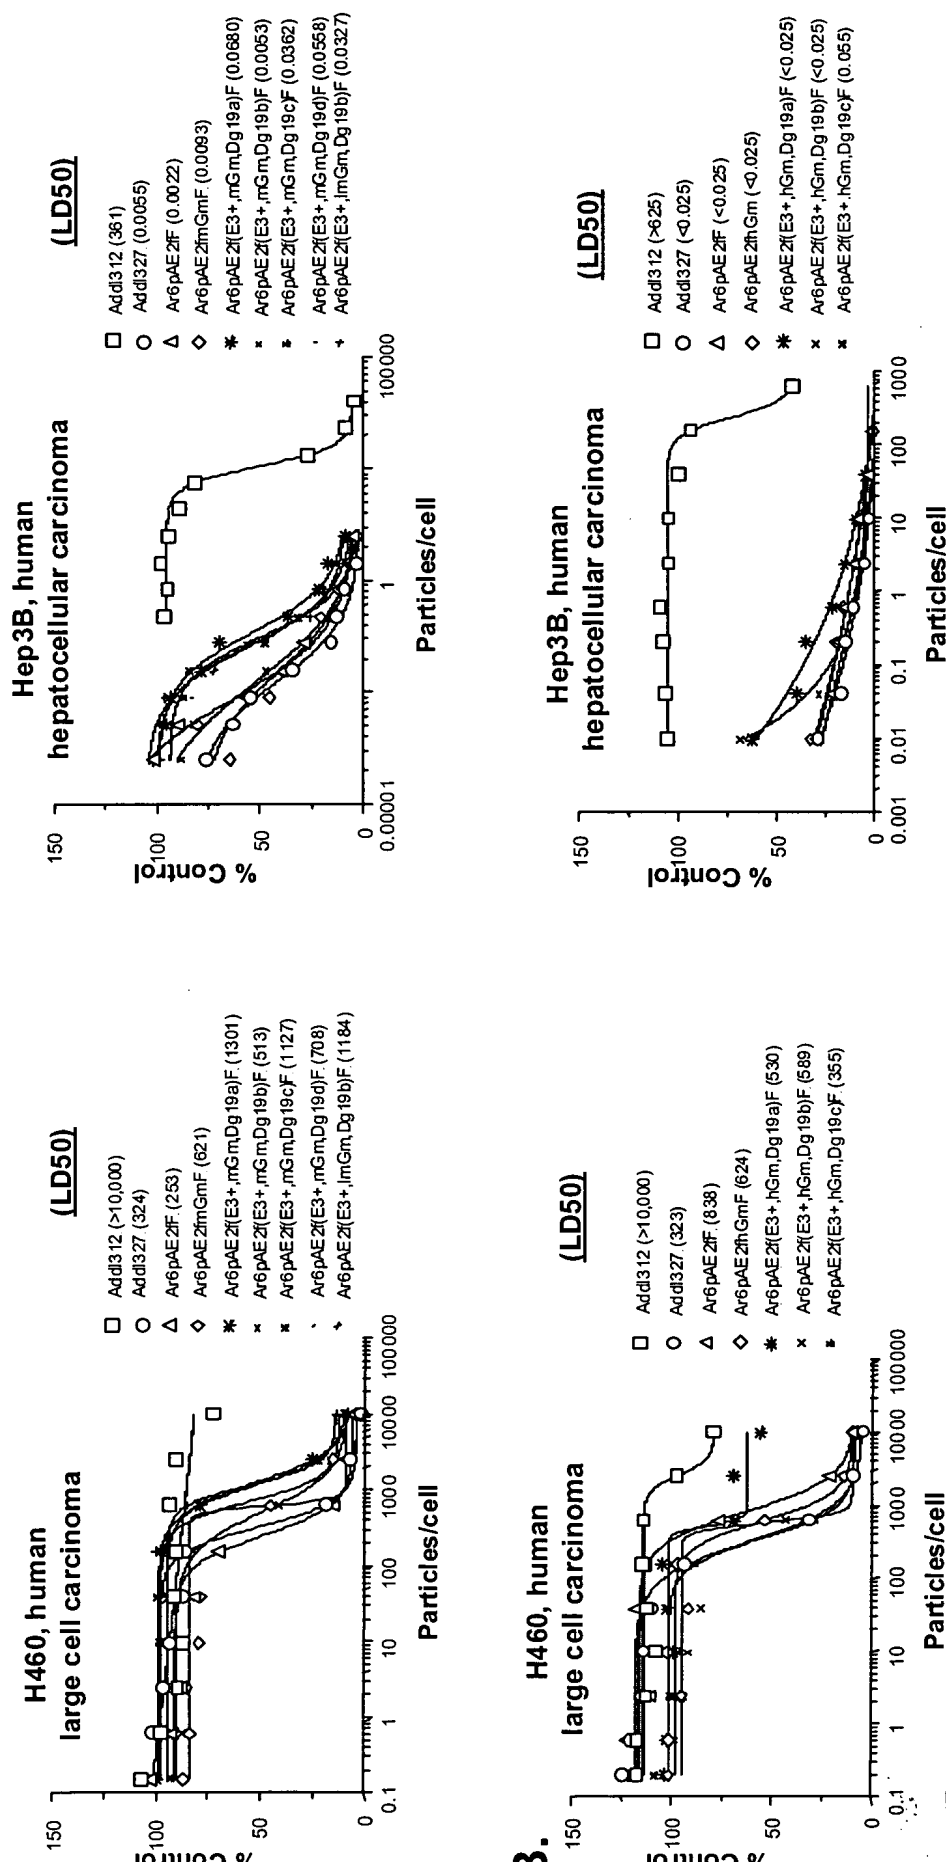 H460, human
large cell carcinoma
(LD50)
150
100
50
0
% Control
0.1
1
10
100
1000
10000
100000
Particles/cell
Addl312 (>10,000)
Addl327. (324)
Ar6pAE2fF. (253)
Ar6pAE2fmGmF (621)
Ar6pAE2f(E3+,mGm,Dg19a)F.(1301)
Ar6pAE2f(E3+,mGm,Dg19b)F.(513)
Ar6pAE2f(E3+,mGm,Dg19c)F (1127)
Ar6pAE2f(E3+,mGm,Dg19d)F.(708)
Ar6pAE2f(E3+,lmGm,Dg19b)F.(1184)
Hep3B, human
hepatocellular carcinoma
(LD50)
150
100
50
0
% Control
0.00001
1
100000
Particles/cell
Addl312 (361)
Addl327. (0.0055)
Ar6pAE2fF (0.0022)
Ar6pAE2fmGmF. (0.0093)
Ar6pAE2f(E3+,mGm,Dg19a)F (0.0680)
Ar6pAE2f(E3+,mGm,Dg19b)F (0.0053)
Ar6pAE2f(E3+,mGm,Dg19c)F (0.0362)
Ar6pAE2f(E3+,mGm,Dg19d)F (0.0558)
Ar6pAE2f(E3+,lmGm,Dg19b)F (0.0327)
B.
H460, human
large cell carcinoma
(LD50)
150
100
50
0
% Control
0.1
1
10
100
1000
10000
100000
Particles/cell
Addl312 (>10,000)
Addl327. (323)
Ar6pAE2fF. (838)
Ar6pAE2fhGmF (624)
Ar6pAE2f(E3+,hGm,Dg19a)F (530)
Ar6pAE2f(E3+,hGm,Dg19b)F.(589)
Ar6pAE2f(E3+,hGm,Dg19c)F.(355)
Hep3B, human
hepatocellular carcinoma
(LD50)
150
100
50
0
% Control
0.001
0.01
0.1
1
10
100
1000
Particles/cell
Addl312 (>625)
Addl327 (<0.025)
Ar6pAE2fF (<0.025)
Ar6pAE2fhGm (<0.025)
Ar6pAE2f(E3+,hGm,Dg19a)F (<0.025)
Ar6pAE2f(E3+,hGm,Dg19b)F (<0.025)
Ar6pAE2f(E3+,hGm,Dg19c)F (0.055)